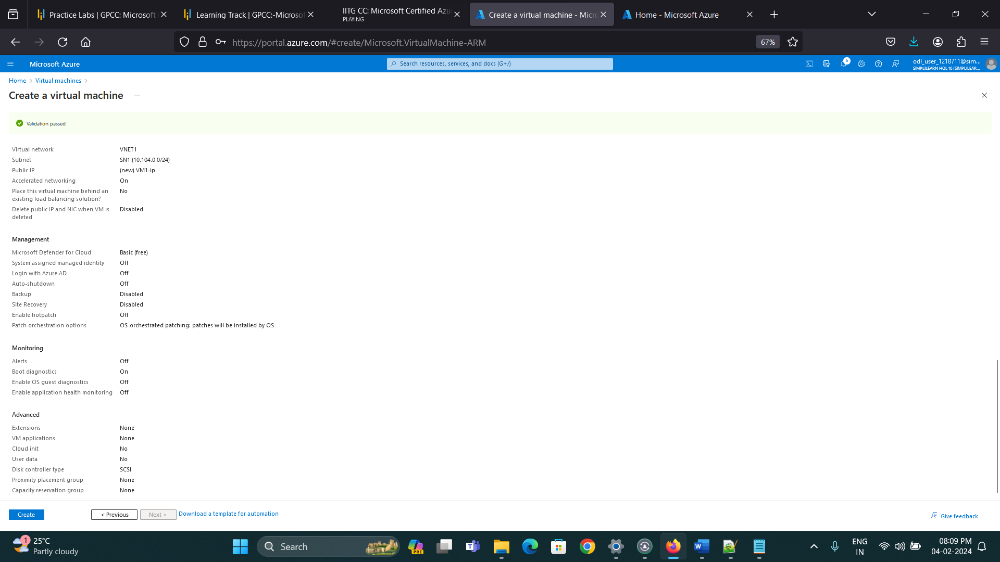 Practice Labs | GPCC: Microsoft
Learning Track | GPCC:-Microsof
IITG CC: Microsoft Certified Azu
PLAYING
Create a virtual machine - Micro
Home - Microsoft Azure
https://portal.azure.com/#create/Microsoft.VirtualMachine-ARM
67%
Microsoft Azure
Search resources, services, and docs (G+/)
5
odl_user_1218711@sim...
SIMPLILEARN HOL 10 (SIMPLILEAR...
Home > Virtual machines >
Create a virtual machine ...
Validation passed
Virtual network VNET1
Subnet SN1 (10.104.0.0/24)
Public IP (new) VM1-ip
Accelerated networking On
Place this virtual machine behind an No
existing load balancing solution?
Delete public IP and NIC when VM is Disabled
deleted
Management
Microsoft Defender for Cloud Basic (free)
System assigned managed identity Off
Login with Azure AD Off
Auto-shutdown Off
Backup Disabled
Site Recovery Disabled
Enable hotpatch Off
Patch orchestration options OS-orchestrated patching: patches will be installed by OS
Monitoring
Alerts Off
Boot diagnostics On
Enable OS guest diagnostics Off
Enable application health monitoring Off
Advanced
Extensions None
VM applications None
Cloud init No
User data No
Disk controller type SCSI
Proximity placement group None
Capacity reservation group None
Create
< Previous
Next >
Download a template for automation
Give feedback
1
25°C
Partly cloudy
Search
PRE
ENG
IN
08:09 PM
04-02-2024